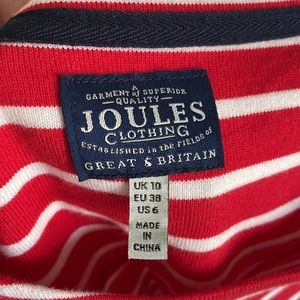 A
GARMENT of SUPERIOR
QUALITY
JOULES
CLOTHING
ESTABLISHED in the FIELDS of
GREAT & BRITAIN
UK 10
EU 38
US 6
MADE
IN
CHINA